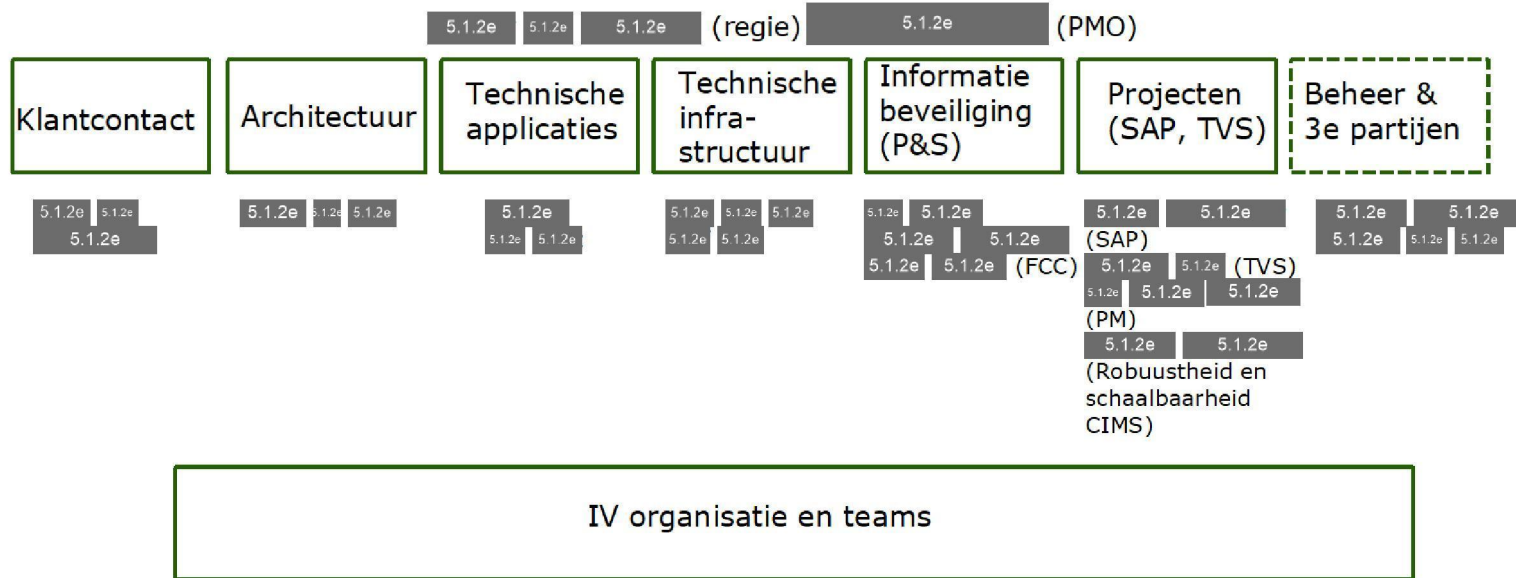 5.1.2e 5.1.2e 5.1.2e (regie) 5.1.2e (PMO)
Klantcontact
Architectuur
Technische
applicaties
Technische
infra-
structuur
Informatie
beveiliging
(P&S)
Projecten
(SAP, TVS)
Beheer &
3e partijen
5.1.2e 5.1.2e
5.1.2e
5.1.2e 5.1.2e 5.1.2e
5.1.2e
5.1.2e 5.1.2e
5.1.2e 5.1.2e 5.1.2e
5.1.2e 5.1.2e
5.1.2e 5.1.2e
5.1.2e 5.1.2e
5.1.2e 5.1.2e (FCC)
5.1.2e 5.1.2e
(SAP)
5.1.2e 5.1.2e (TVS)
5.1.2e 5.1.2e 5.1.2e
(PM)
5.1.2e 5.1.2e
(Robuustheid en
schaalbaarheid
CIMS)
5.1.2e 5.1.2e
5.1.2e 5.1.2e 5.1.2e
IV organisatie en teams